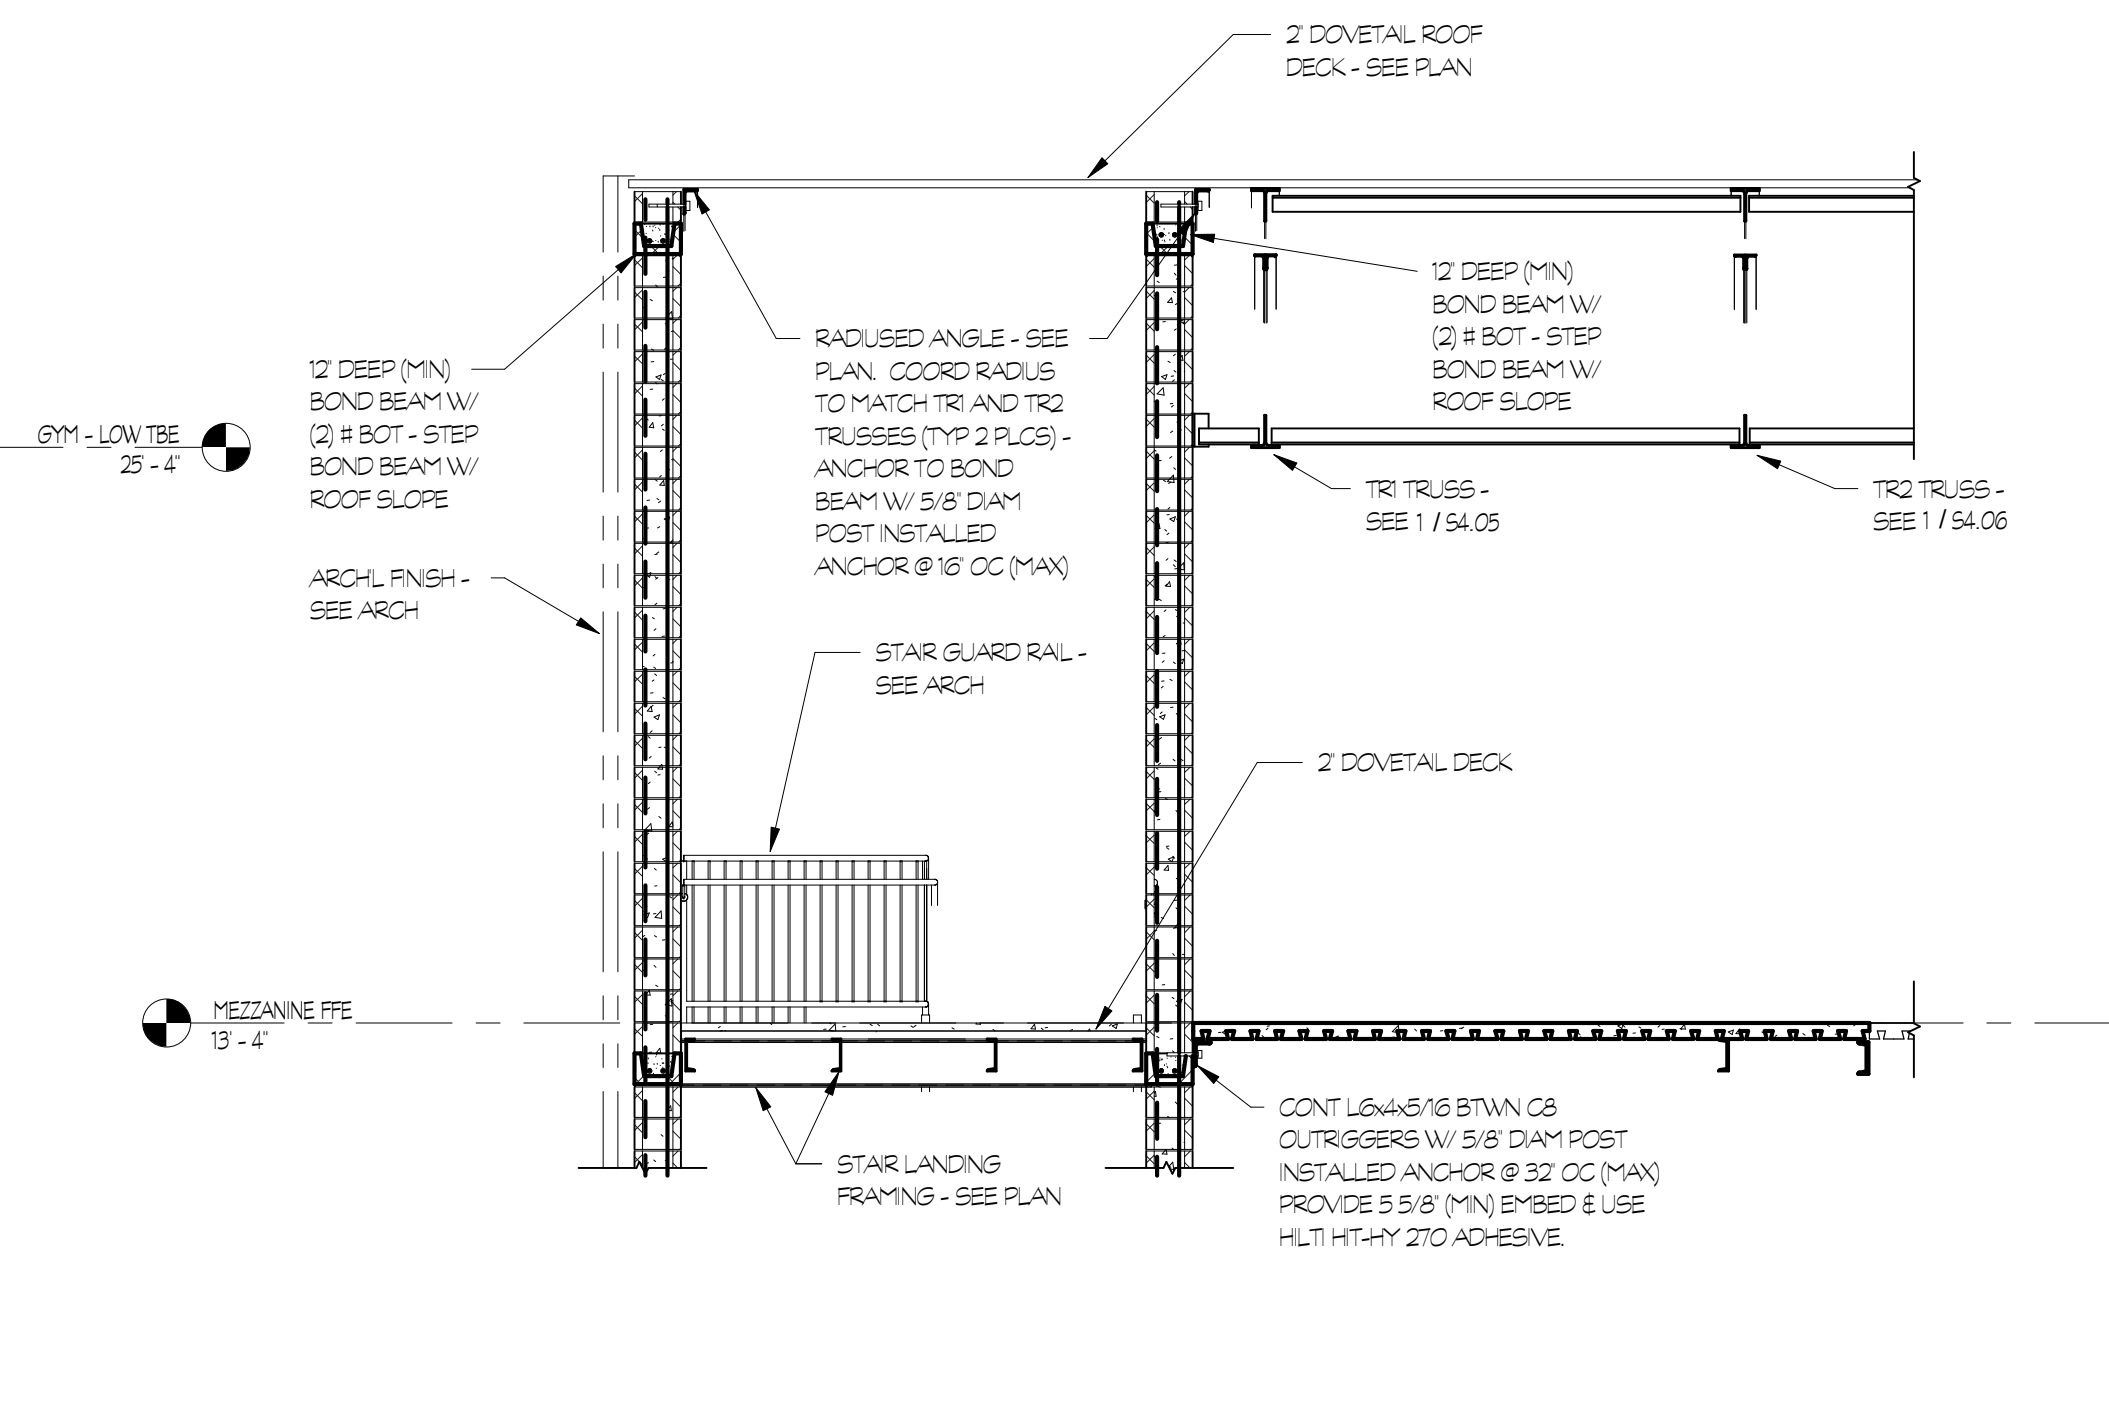 2" DOVETAIL ROOF
DECK - SEE PLAN
12" DEEP (MIN)
BOND BEAM W/
(2) # BOT - STEP
BOND BEAM W/
ROOF SLOPE
RADIUSED ANGLE - SEE
PLAN. COORD RADIUS
TO MATCH TR1 AND TR2
TRUSSES (TYP 2 PLCS) -
ANCHOR TO BOND
BEAM W/ 5/8" DIAM
POST INSTALLED
ANCHOR @ 16" OC (MAX)
12" DEEP (MIN)
BOND BEAM W/
(2) # BOT - STEP
BOND BEAM W/
ROOF SLOPE
GYM - LOW TBE
25' - 4"
TR1 TRUSS -
SEE 1 / S4.05
TR2 TRUSS -
SEE 1 / S4.06
ARCH'L FINISH -
SEE ARCH
STAIR GUARD RAIL -
SEE ARCH
2" DOVETAIL DECK
MEZZANINE FFE
13' - 4"
STAIR LANDING
FRAMING - SEE PLAN
CONT L6x4x5/16 BTWN C8
OUTRIGGERS W/ 5/8" DIAM POST
INSTALLED ANCHOR @ 32" OC (MAX)
PROVIDE 5 5/8" (MIN) EMBED & USE
HILTI HIT-HY 270 ADHESIVE.